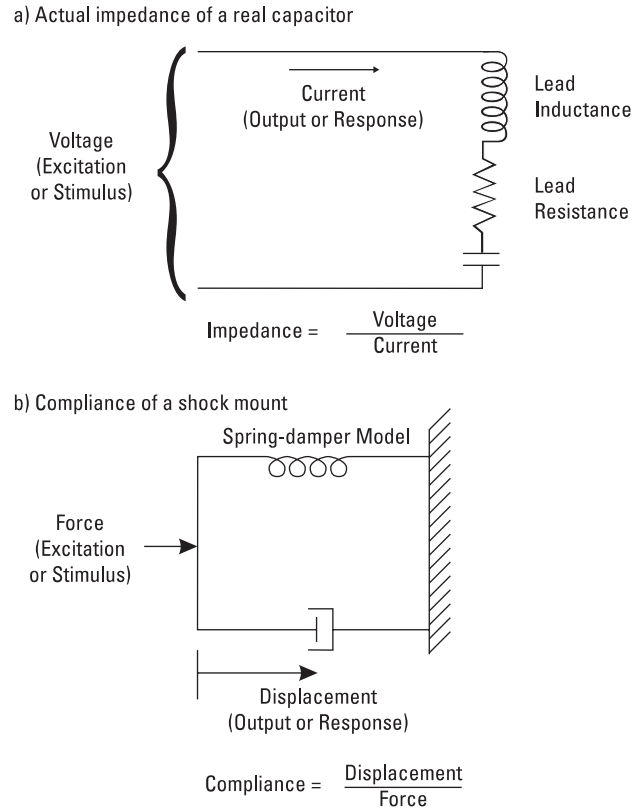 a) Actual impedance of a real capacitor
Voltage
(Excitation
or Stimulus)
Current
(Output or Response)
Lead
Inductance
Lead
Resistance
Impedance = Voltage
Current
b) Compliance of a shock mount
Spring-damper Model
Force
(Excitation
or Stimulus)
Displacement
(Output or Response)
Compliance = Displacement
Force